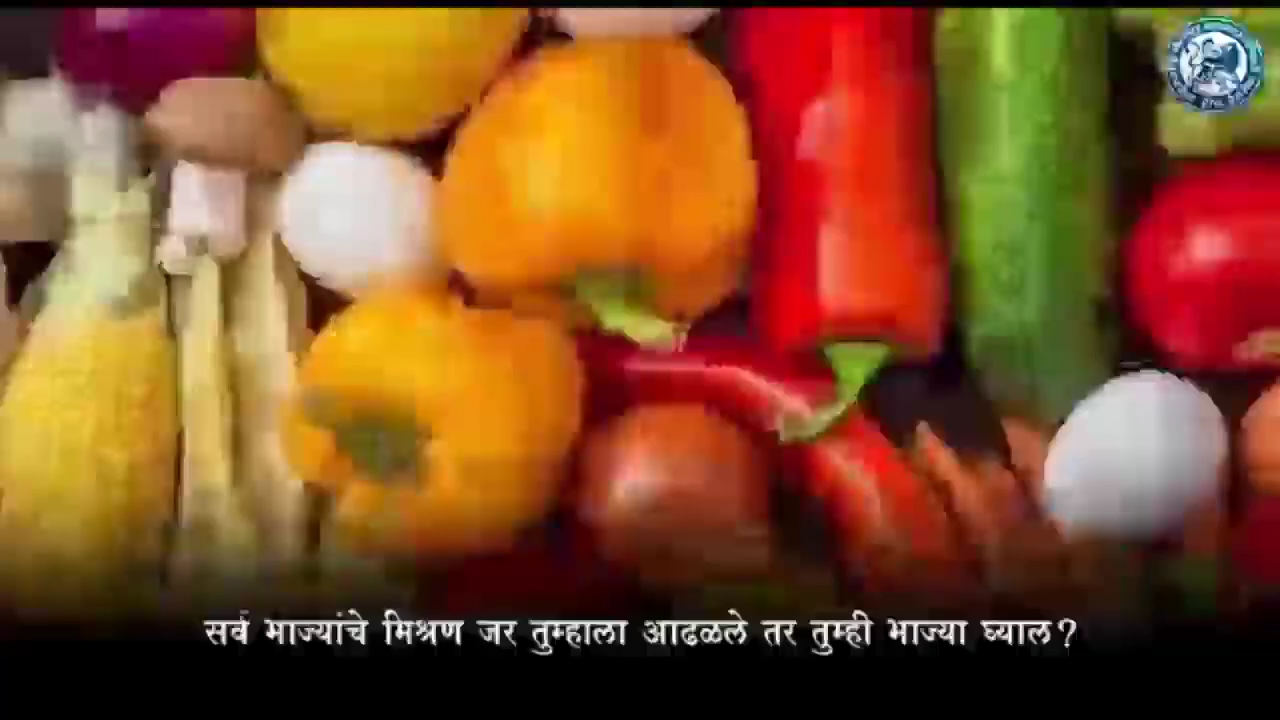 सर्व भाज्यांचे मिश्रण जर तुम्हाला आढळले तर तुम्ही भाज्या घ्याल?